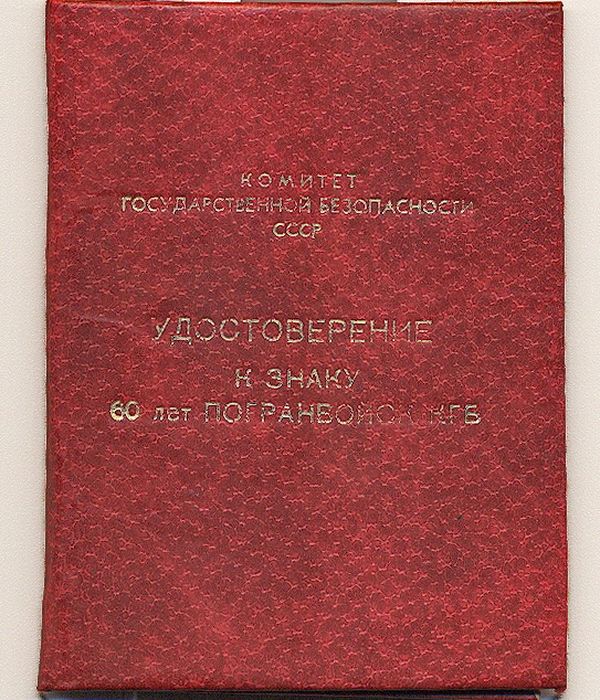 КОМИТЕТ
ГОСУДАРСТВЕННОЙ БЕЗОПАСНОСТИ
СССР
УДОСТОВЕРЕНИЕ
К ЗНАКУ
60 лет ПОГРАНВОЙСК КГБ